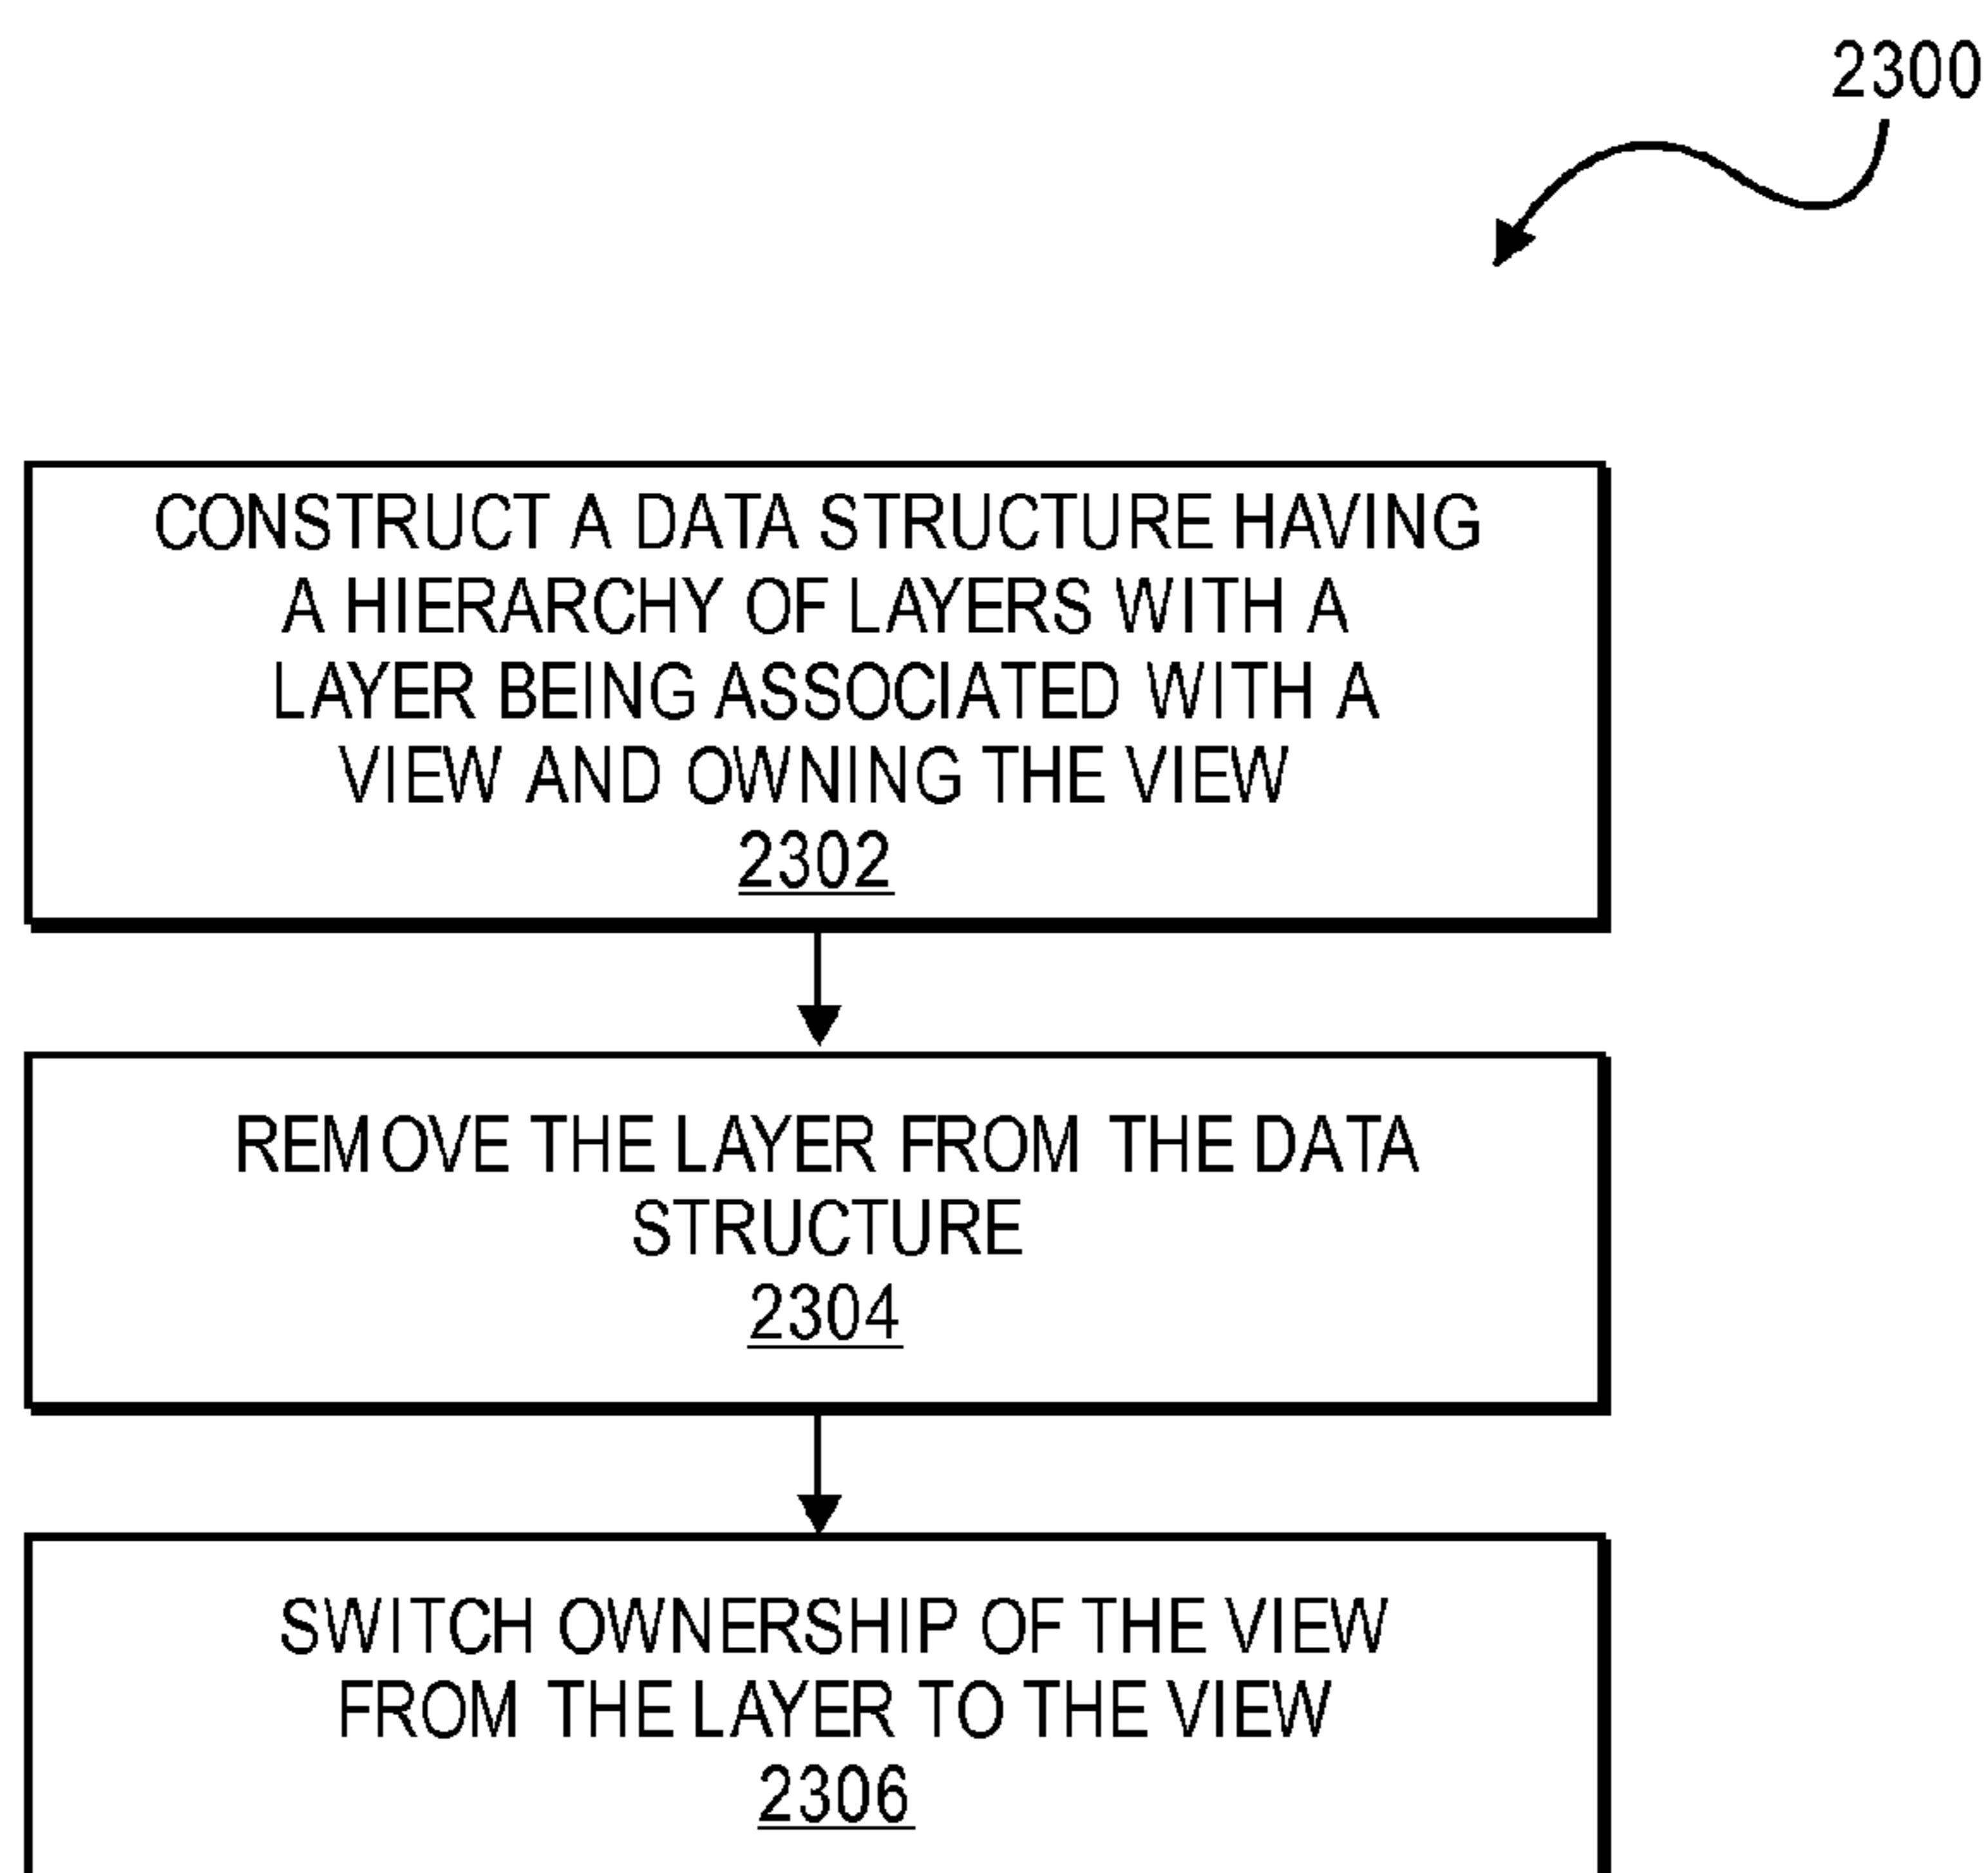 2300
CONSTRUCT A DATA STRUCTURE HAVING
A HIERARCHY OF LAYERS WITH A
LAYER BEING ASSOCIATED WITH A
VIEW AND OWNING THE VIEW
2302
REMOVE THE LAYER FROM THE DATA
STRUCTURE
2304
SWITCH OWNERSHIP OF THE VIEW
FROM THE LAYER TO THE VIEW
2306